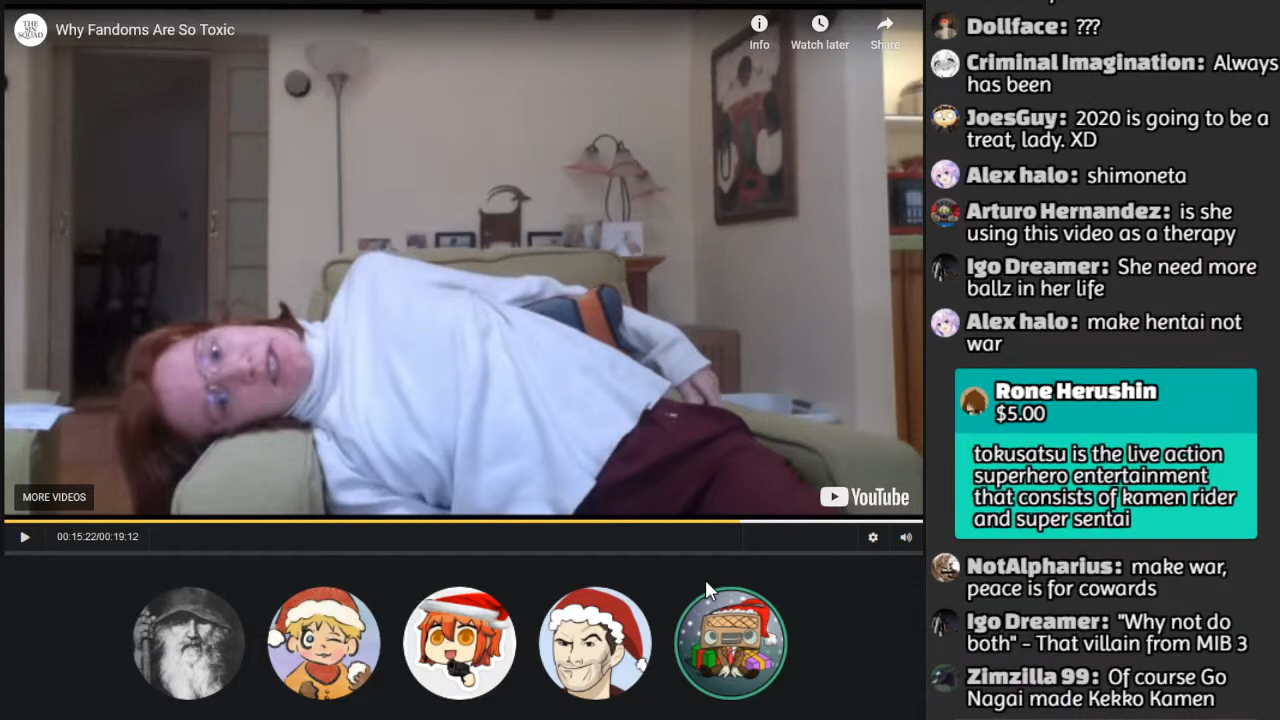 THE
SIN
SQUAD
Why Fandoms Are So Toxic
Info
Watch later
Share
MORE VIDEOS
YouTube
00:15:22/00:19:12
Dollface: ???
Criminal Imagination: Always
has been
JoesGuy: 2020 is going to be a
treat, lady. XD
Alex halo: shimoneta
Arturo Hernandez: is she
using this video as a therapy
Igo Dreamer: She need more
ballz in her life
Alex halo: make hentai not
war
Rone Herushin
$5.00
tokusatsu is the live action
superhero entertainment
that consists of kamen rider
and super sentai
NotAlpharius: make war,
peace is for cowards
Igo Dreamer: "Why not do
both" - That villain from MIB 3
Zimzilla 99: Of course Go
Nagai made Kekko Kamen